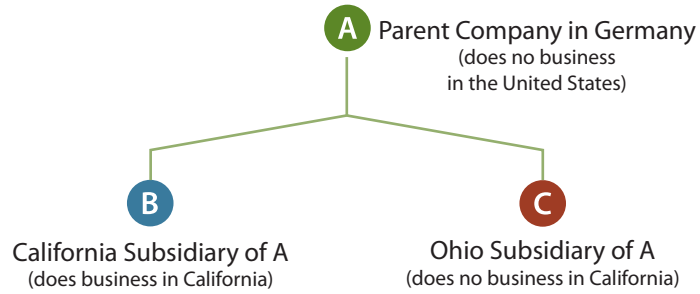 A Parent Company in Germany
(does no business
in the United States)
B
C
California Subsidiary of A
(does business in California)
Ohio Subsidiary of A
(does no business in California)